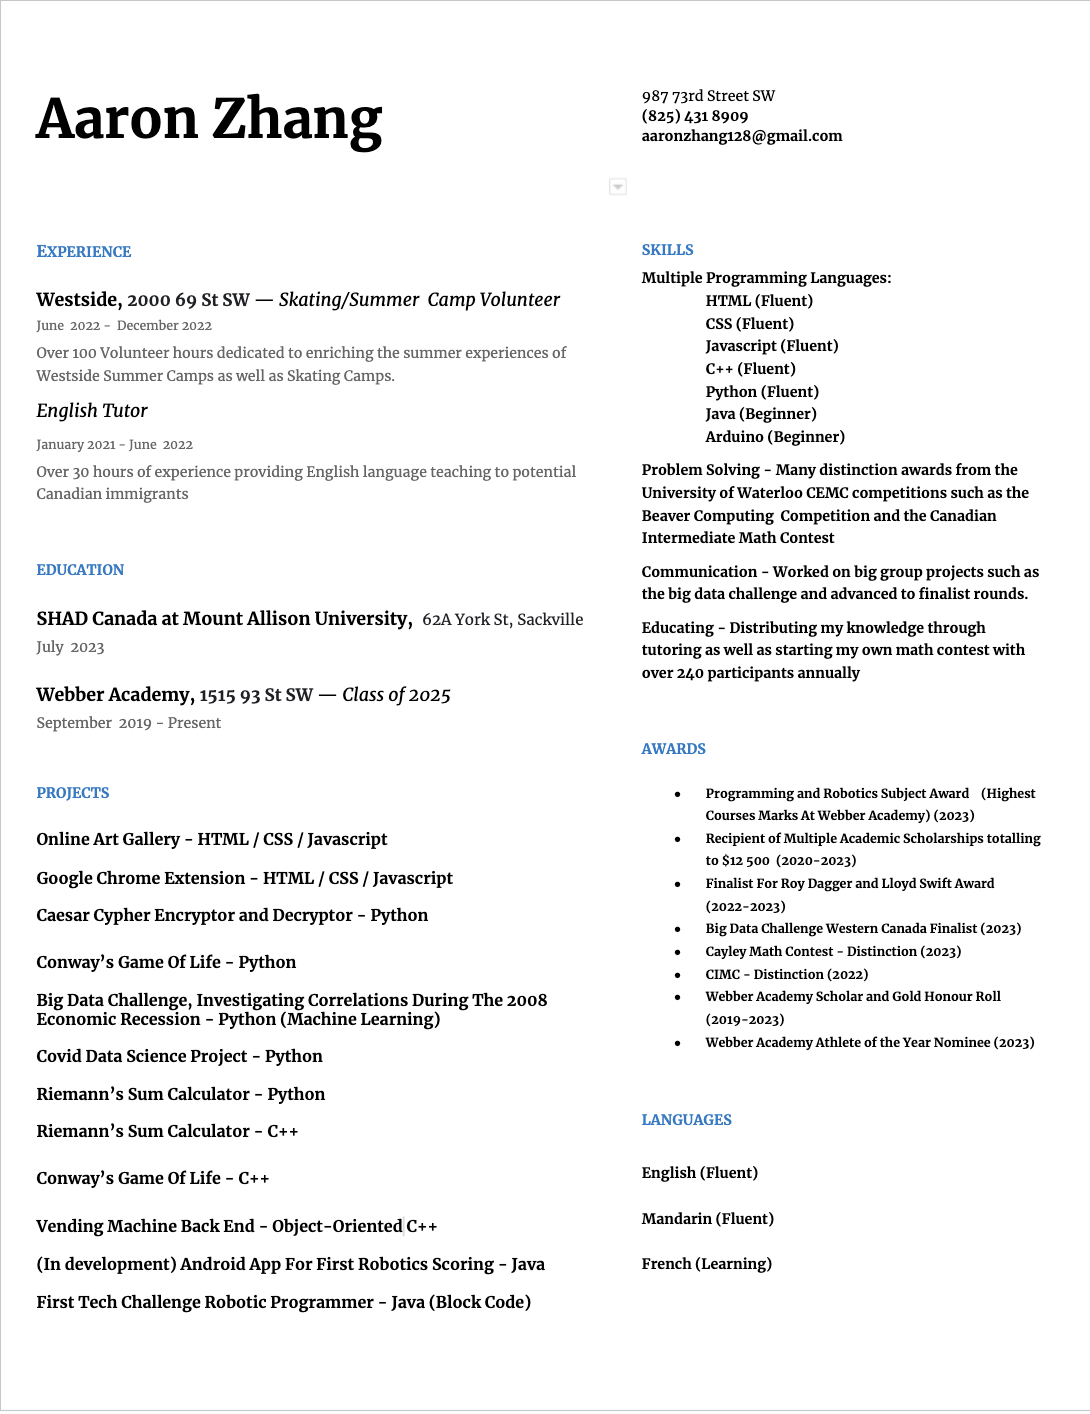 Aaron Zhang
987 73rd Street SW
(825) 431 8909
aaronzhang128@gmail.com
EXPERIENCE
Westside, 2000 69 St SW — Skating/Summer  Camp Volunteer
June  2022 -  December 2022
Over 100 Volunteer hours dedicated to enriching the summer experiences of
Westside Summer Camps as well as Skating Camps.
English Tutor
January 2021 - June  2022
Over 30 hours of experience providing English language teaching to potential
Canadian immigrants
EDUCATION
SHAD Canada at Mount Allison University,  62A York St, Sackville
July  2023
Webber Academy, 1515 93 St SW — Class of 2025
September  2019 - Present
PROJECTS
Online Art Gallery - HTML / CSS / Javascript
Google Chrome Extension - HTML / CSS / Javascript
Caesar Cypher Encryptor and Decryptor - Python
Conway's Game Of Life - Python
Big Data Challenge, Investigating Correlations During The 2008
Economic Recession - Python (Machine Learning)
Covid Data Science Project - Python
Riemann's Sum Calculator - Python
Riemann's Sum Calculator - C++
Conway's Game Of Life - C++
Vending Machine Back End - Object-Oriented C++
(In development) Android App For First Robotics Scoring - Java
First Tech Challenge Robotic Programmer - Java (Block Code)
SKILLS
Multiple Programming Languages:
HTML (Fluent)
CSS (Fluent)
Javascript (Fluent)
C++ (Fluent)
Python (Fluent)
Java (Beginner)
Arduino (Beginner)
Problem Solving - Many distinction awards from the
University of Waterloo CEMC competitions such as the
Beaver Computing  Competition and the Canadian
Intermediate Math Contest
Communication - Worked on big group projects such as
the big data challenge and advanced to finalist rounds.
Educating - Distributing my knowledge through
tutoring as well as starting my own math contest with
over 240 participants annually
AWARDS
● Programming and Robotics Subject Award   (Highest
Courses Marks At Webber Academy) (2023)
● Recipient of Multiple Academic Scholarships totalling
to $12 500  (2020-2023)
● Finalist For Roy Dagger and Lloyd Swift Award
(2022-2023)
● Big Data Challenge Western Canada Finalist (2023)
● Cayley Math Contest - Distinction (2023)
● CIMC - Distinction (2022)
● Webber Academy Scholar and Gold Honour Roll
(2019-2023)
● Webber Academy Athlete of the Year Nominee (2023)
LANGUAGES
English (Fluent)
Mandarin (Fluent)
French (Learning)